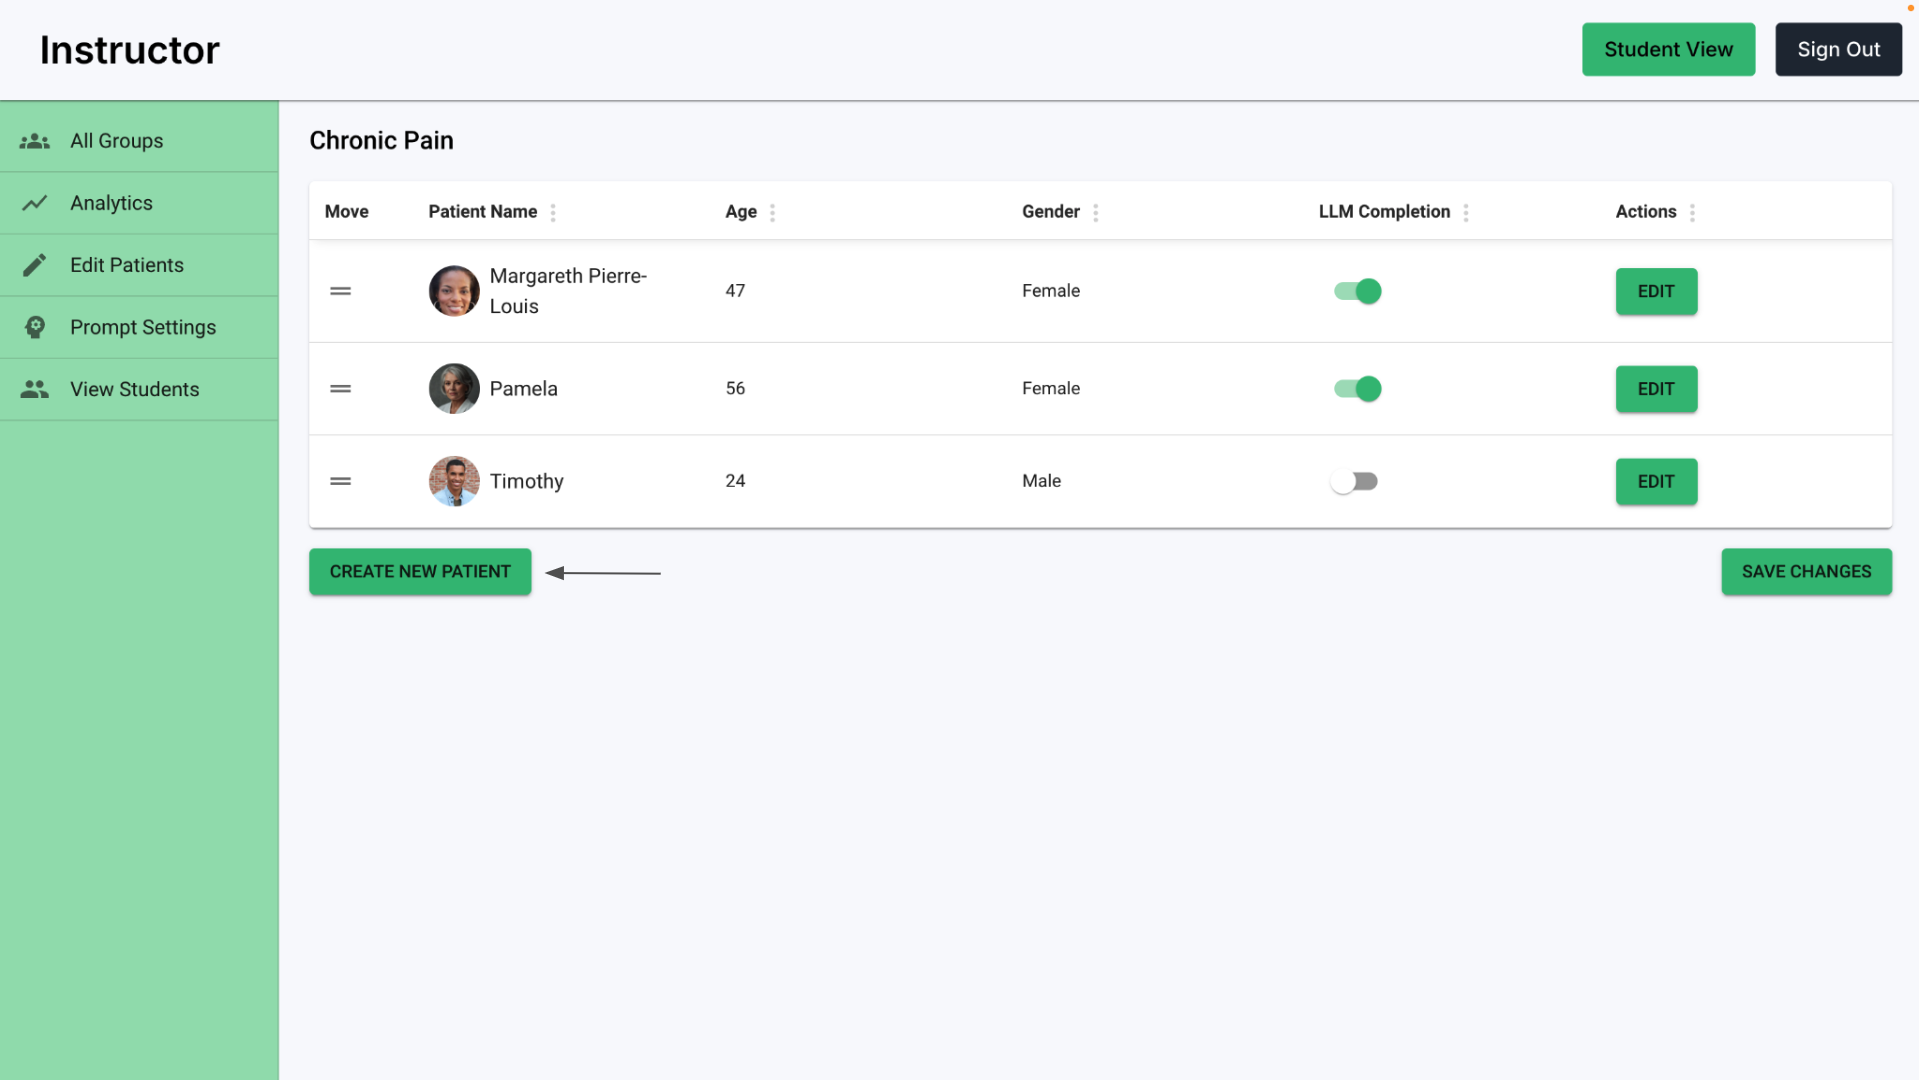 Instructor
Student View
Sign Out
All Groups
Analytics
Edit Patients
Prompt Settings
View Students
Chronic Pain
Move Patient Name Age Gender LLM Completion Actions
Margareth Pierre-
Louis
47 Female EDIT
Pamela 56 Female EDIT
Timothy 24 Male EDIT
CREATE NEW PATIENT
SAVE CHANGES